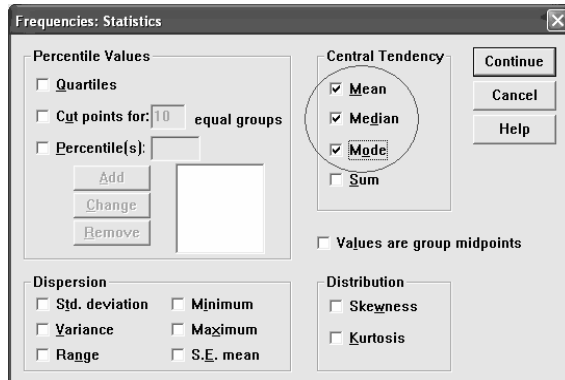 Frequencies: Statistics
Percentile Values
Quartiles
Cut points for: 10 equal groups
Percentile(s):
Add
Change
Remove
Central Tendency
Mean
Median
Mode
Sum
Continue
Cancel
Help
Values are group midpoints
Dispersion
Std. deviation Minimum
Variance Maximum
Range S.E. mean
Distribution
Skewness
Kurtosis